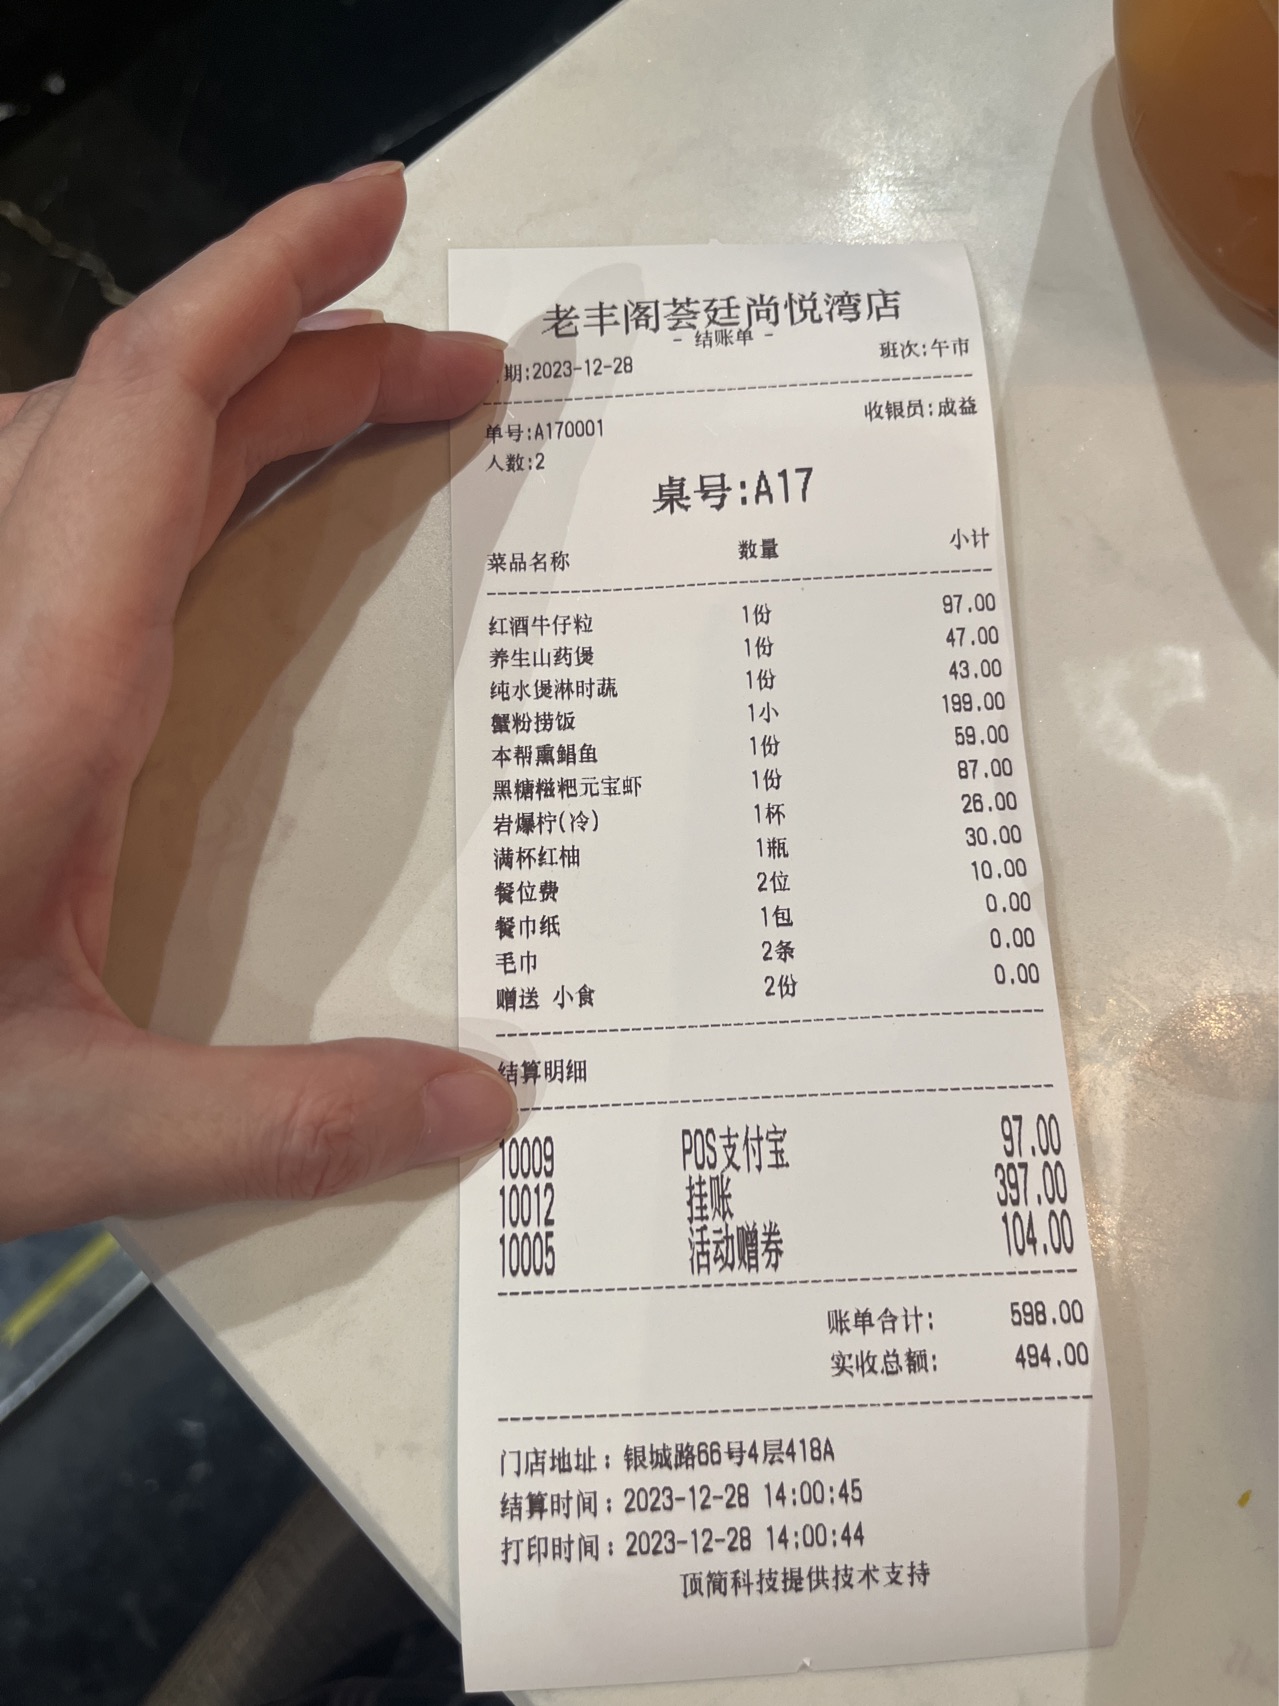 老丰阁荟廷尚悦湾店
- 结账单 -
期:2023-12-28 班次:午市
单号:A170001 收银员:成益
人数:2
桌号:A17
菜品名称 数量 小计
红酒牛仔粒 1份 97.00
养生山药煲 1份 47.00
纯水煲淋时蔬 1份 43.00
蟹粉捞饭 1小 199.00
本帮熏鲳鱼 1份 59.00
黑糖糍粑元宝虾 1份 87.00
岩爆柠(冷) 1杯 26.00
满杯红柚 1瓶 30.00
餐位费 2位 10.00
餐巾纸 1包 0.00
毛巾 2条 0.00
赠送 小食 2份 0.00
结算明细
10009 POS支付宝 97.00
10012 挂账 397.00
10005 活动赠券 104.00
账单合计: 598.00
实收总额: 494.00
门店地址：银城路66号4层418A
结算时间：2023-12-28 14:00:45
打印时间：2023-12-28 14:00:44
顶简科技提供技术支持